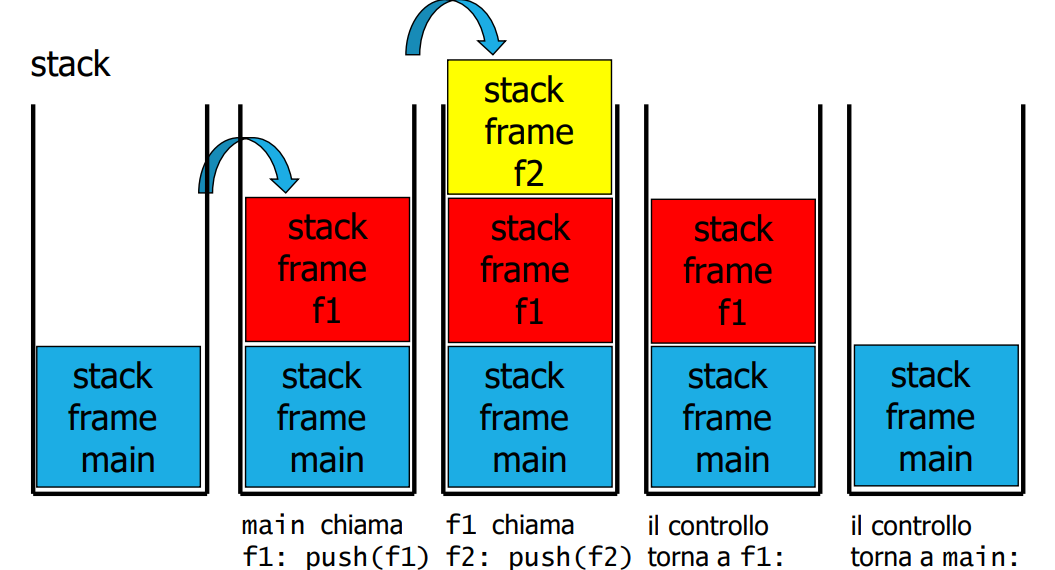 stack
stack
frame
main
stack
frame
f1
stack
frame
main
stack
frame
f2
stack
frame
f1
stack
frame
main
stack
frame
f1
stack
frame
main
stack
frame
main
main chiama
f1: push(f1)
f1 chiama
f2: push(f2)
il controllo
torna a f1:
il controllo
torna a main: